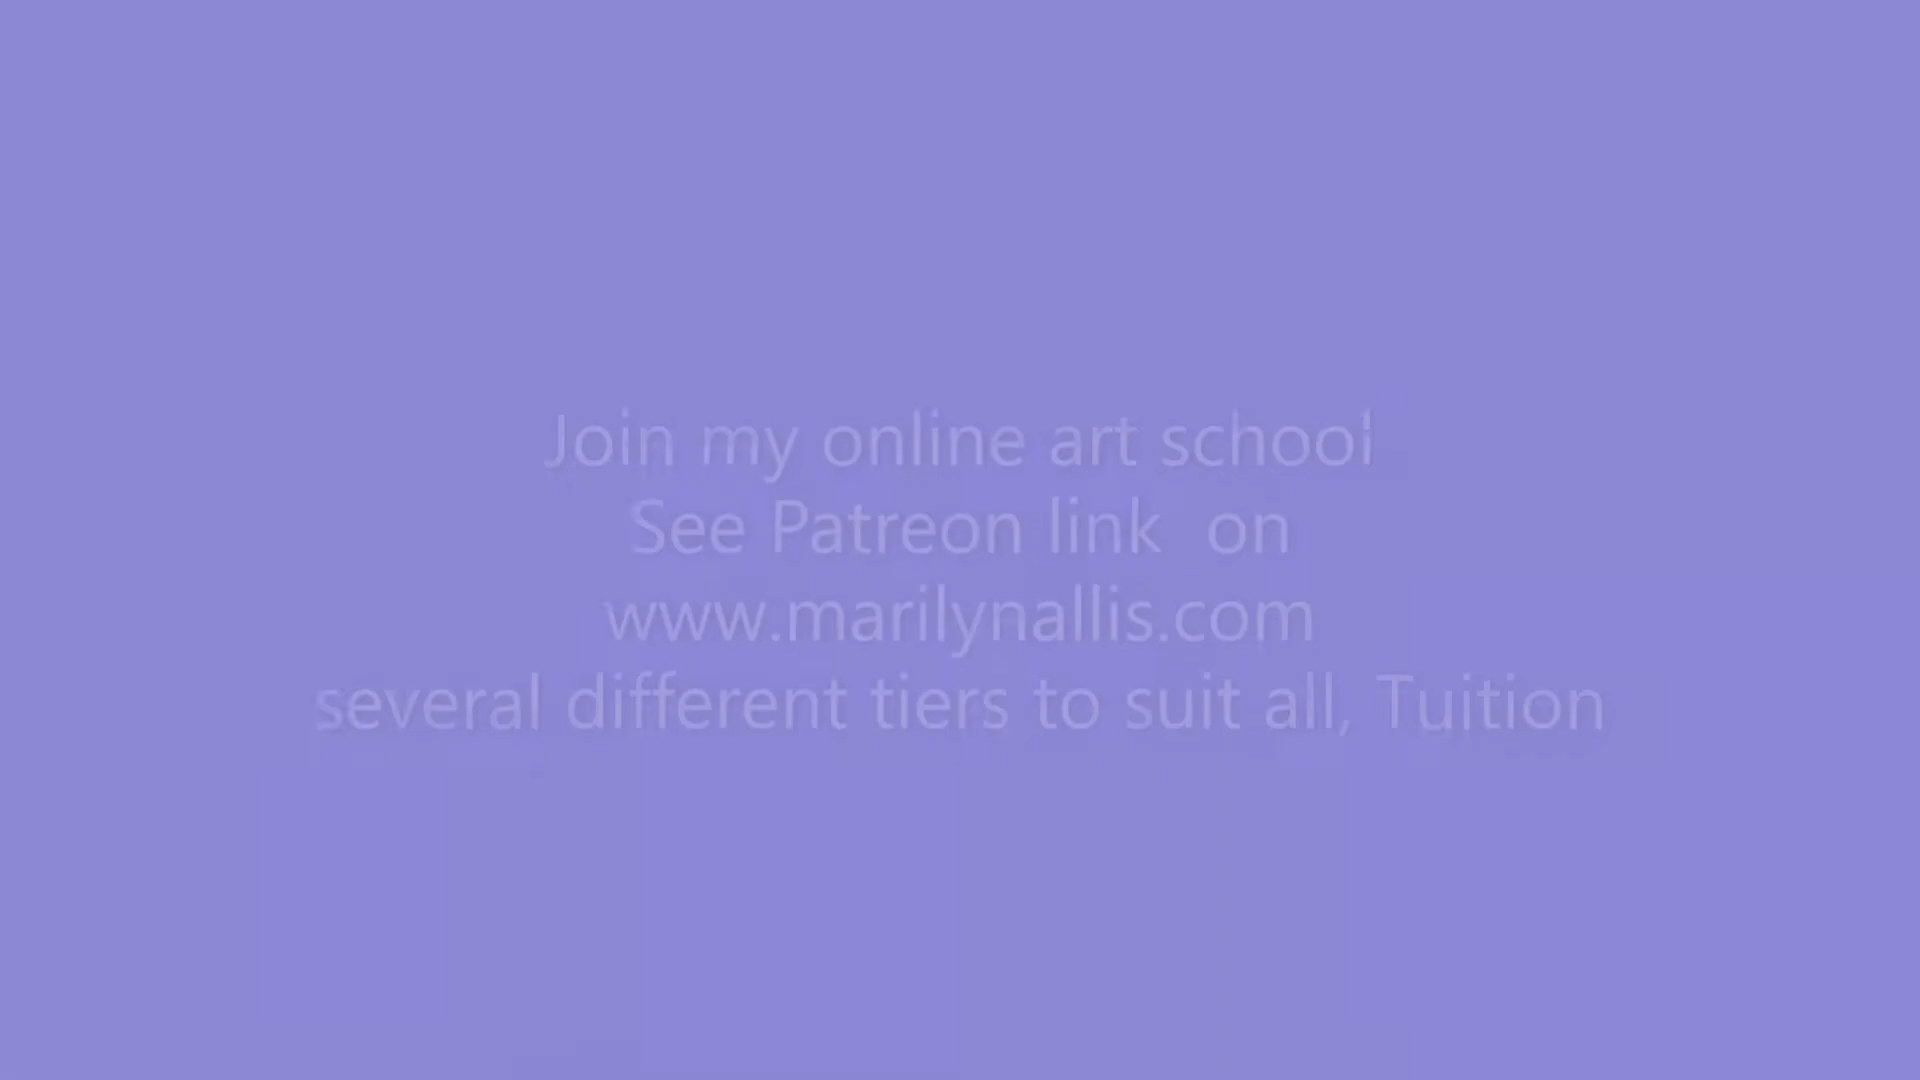 Join my online art school
See Patreon link  on
www.marilynallis.com
several different tiers to suit all, Tuition